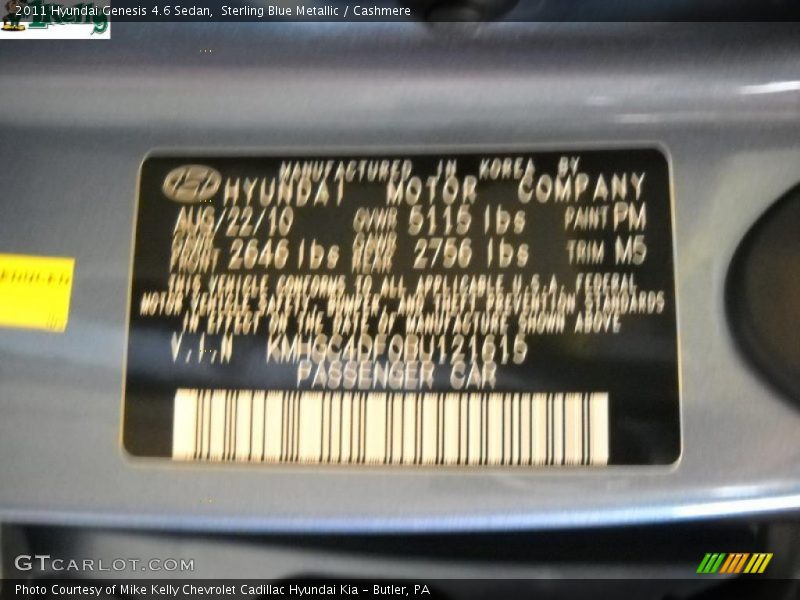 2011 Hyundai Genesis 4.6 Sedan, Sterling Blue Metallic / Cashmere
MANUFACTURED IN KOREA BY
HYUNDAI MOTOR COMPANY
AUG/22/10 GVWR 5115 lbs PAINT PM
GAWR FRONT 2646 lbs GAWR REAR 2756 lbs TRIM M5
THIS VEHICLE CONFORMS TO ALL APPLICABLE U.S.A. FEDERAL
MOTOR VEHICLE SAFETY, BUMPER, AND THEFT PREVENTION STANDARDS
IN EFFECT ON THE DATE OF MANUFACTURE SHOWN ABOVE
V.I.N KMHGC4DF0BU121615
PASSENGER CAR
GTCARLOT.COM
Photo Courtesy of Mike Kelly Chevrolet Cadillac Hyundai Kia – Butler, PA